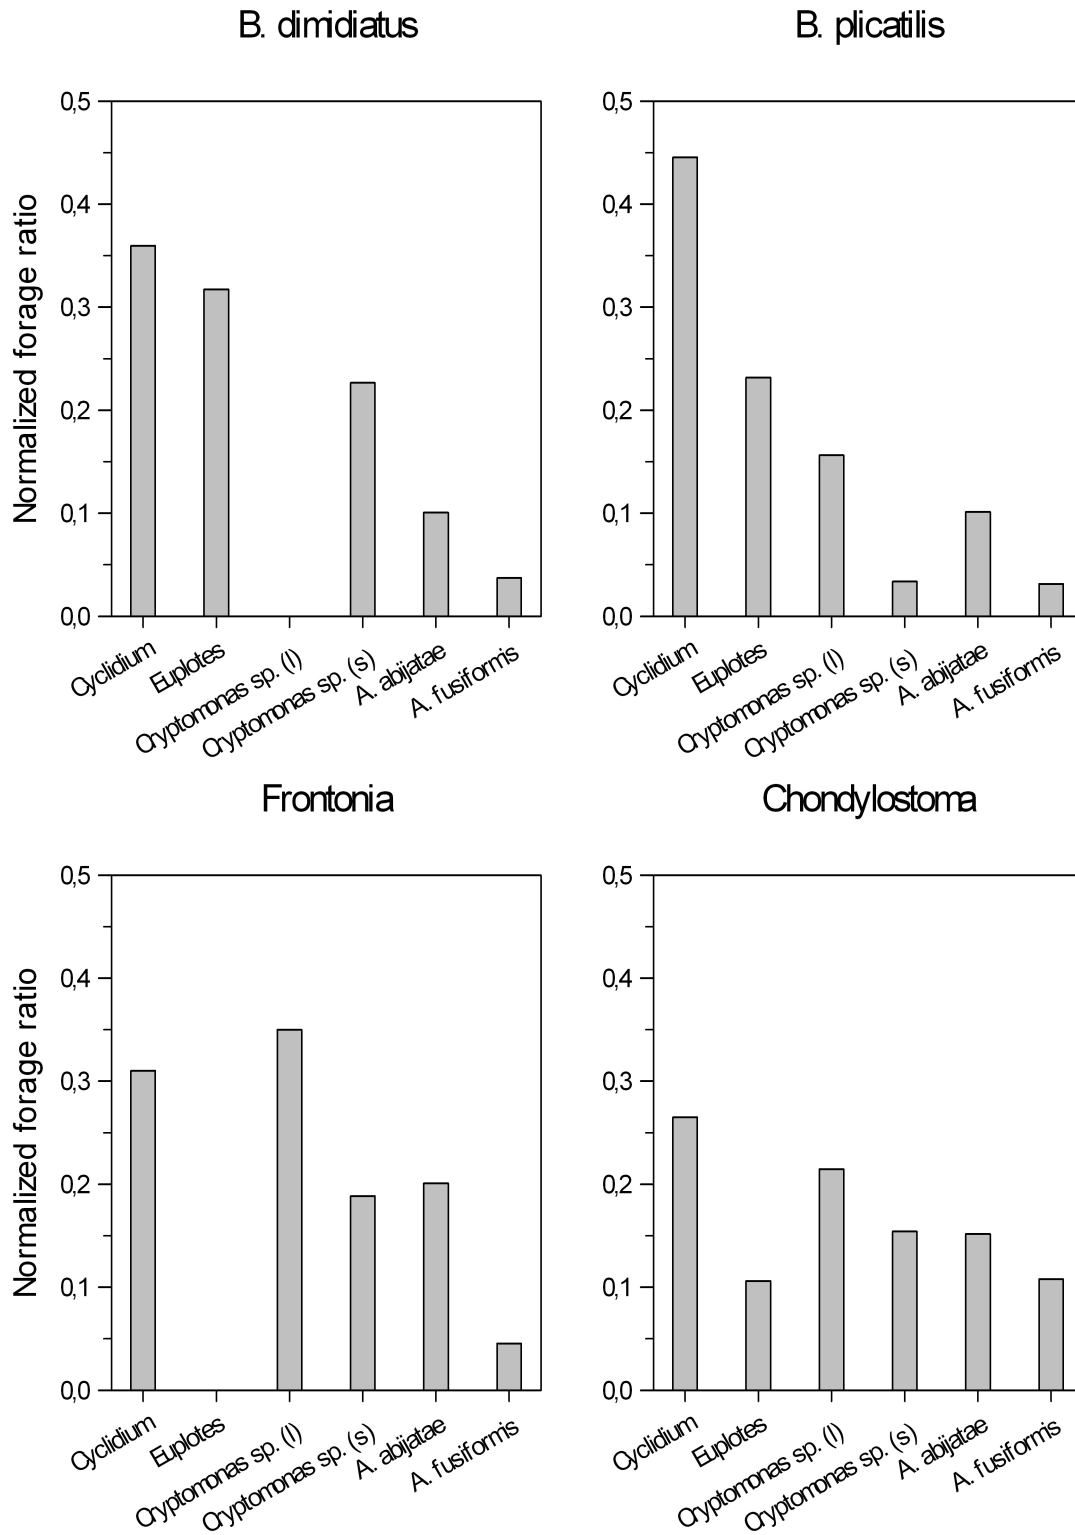 B. dimidiatus
Normalized forage ratio
0,5
0,4
0,3
0,2
0,1
0,0
Cyclidium
Euplotes
Cryptomonas sp. (l)
Cryptomonas sp. (s)
A. abijatae
A. fusiformis
B. plicatilis
0,5
0,4
0,3
0,2
0,1
0,0
Cyclidium
Euplotes
Cryptomonas sp. (l)
Cryptomonas sp. (s)
A. abijatae
A. fusiformis
Frontonia
Normalized forage ratio
0,5
0,4
0,3
0,2
0,1
0,0
Cyclidium
Euplotes
Cryptomonas sp. (l)
Cryptomonas sp. (s)
A. abijatae
A. fusiformis
Chondylostoma
0,5
0,4
0,3
0,2
0,1
0,0
Cyclidium
Euplotes
Cryptomonas sp. (l)
Cryptomonas sp. (s)
A. abijatae
A. fusiformis